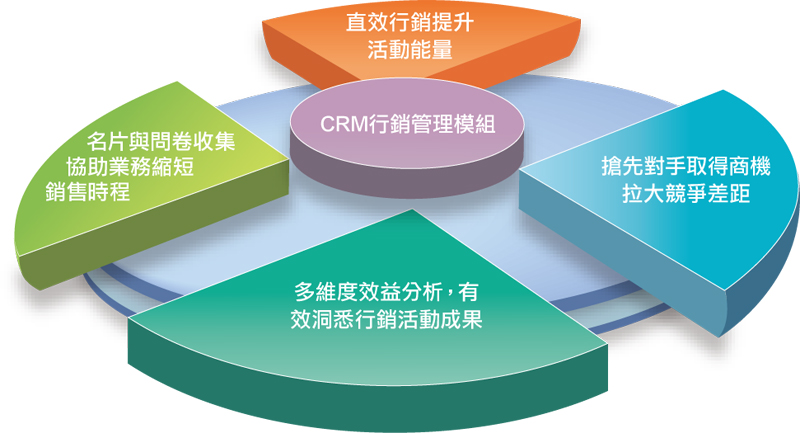 直效行銷提升
活動能量
CRM行銷管理模組
名片與問卷收集
協助業務縮短
銷售時程
搶先對手取得商機
拉大競爭差距
多維度效益分析，有
效洞悉行銷活動成果